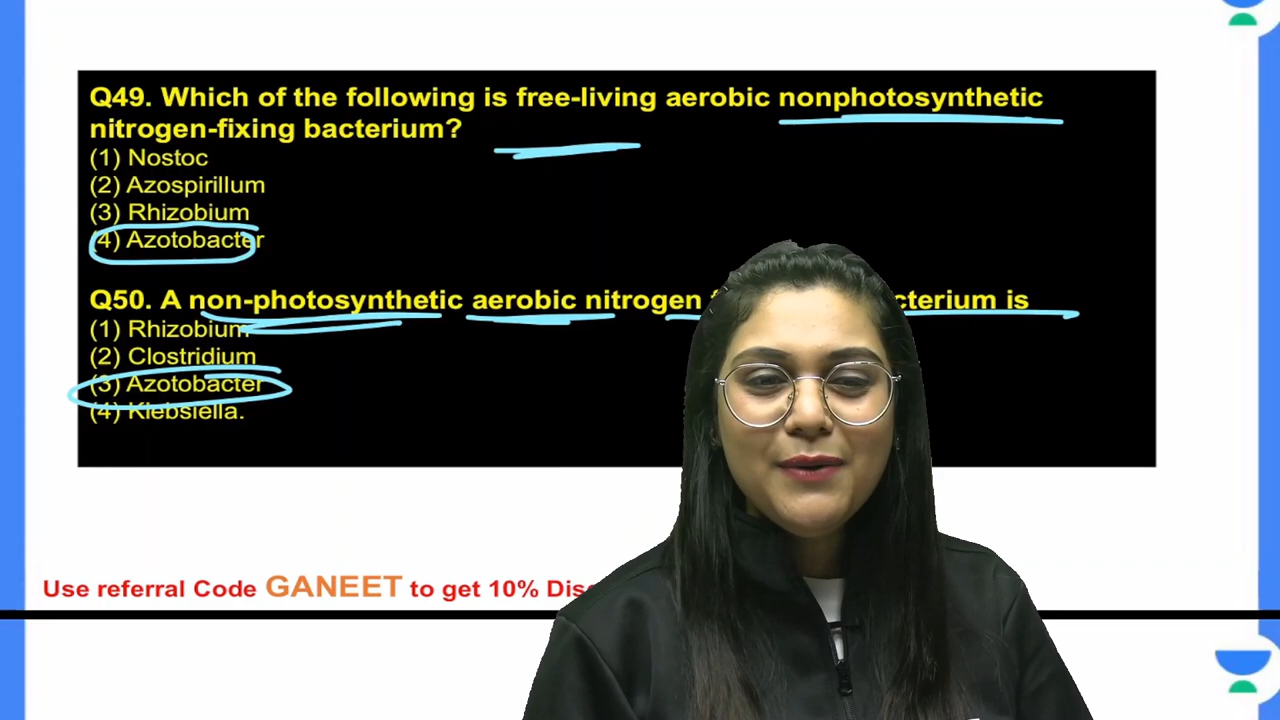 Q49. Which of the following is free-living aerobic nonphotosynthetic
nitrogen-fixing bacterium?
(1) Nostoc
(2) Azospirillum
(3) Rhizobium
(4) Azotobacter
Q50. A non-photosynthetic aerobic nitrogen is
(1) Rhizobium
(2) Clostridium
(3) Azotobacter
(4) Klebsiella.
Use referral Code GANEET to get 10%